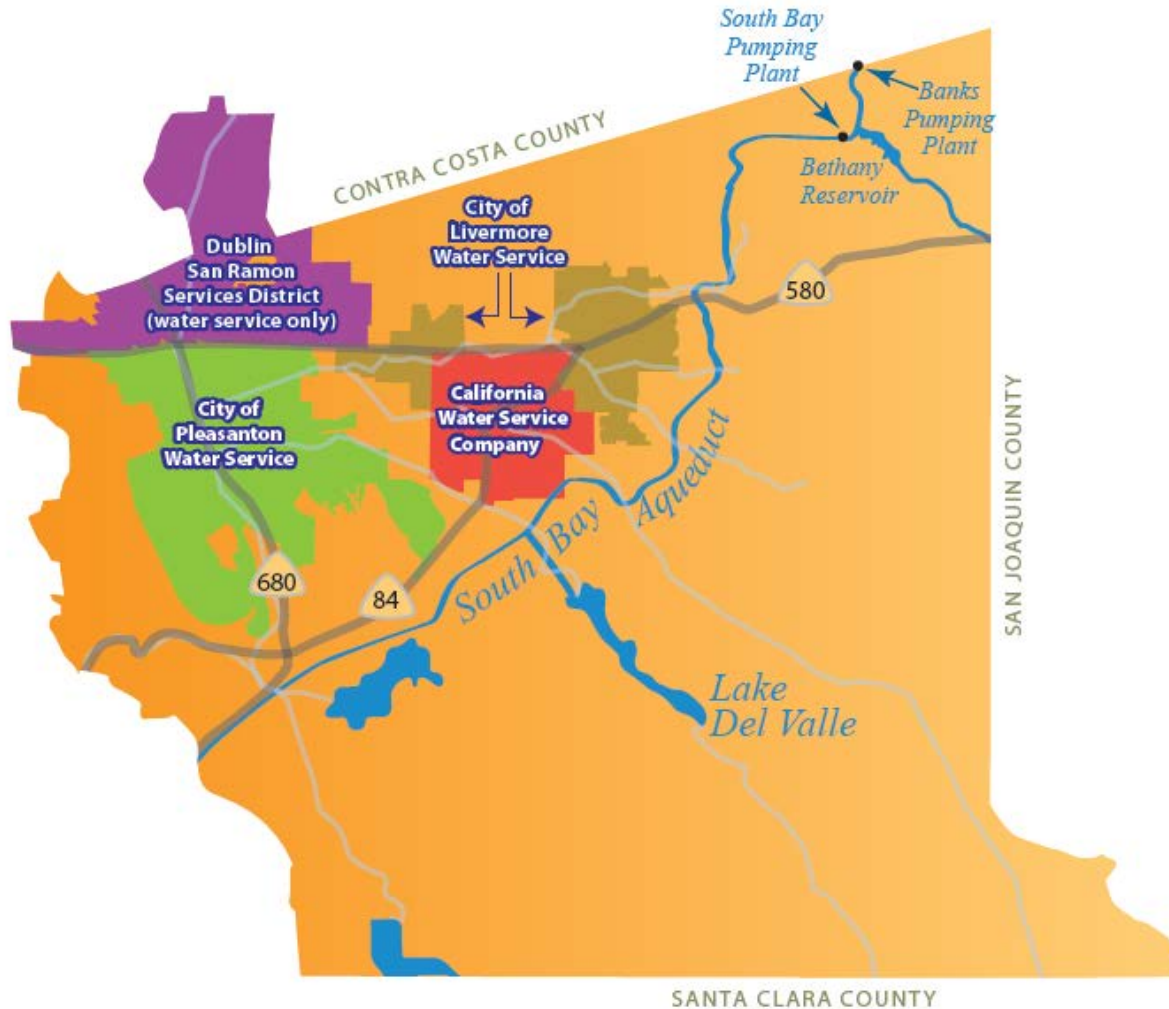 South Bay
Pumping
Plant
Banks
Pumping
Plant
Bethany
Reservoir
CONTRA COSTA COUNTY
City of
Livermore
Water Service
Dublin
San Ramon
Services District
(water service only)
580
California
Water Service
Company
City of
Pleasanton
Water Service
SAN JOAQUIN COUNTY
South Bay Aqueduct
680
84
Lake
Del Valle
SANTA CLARA COUNTY